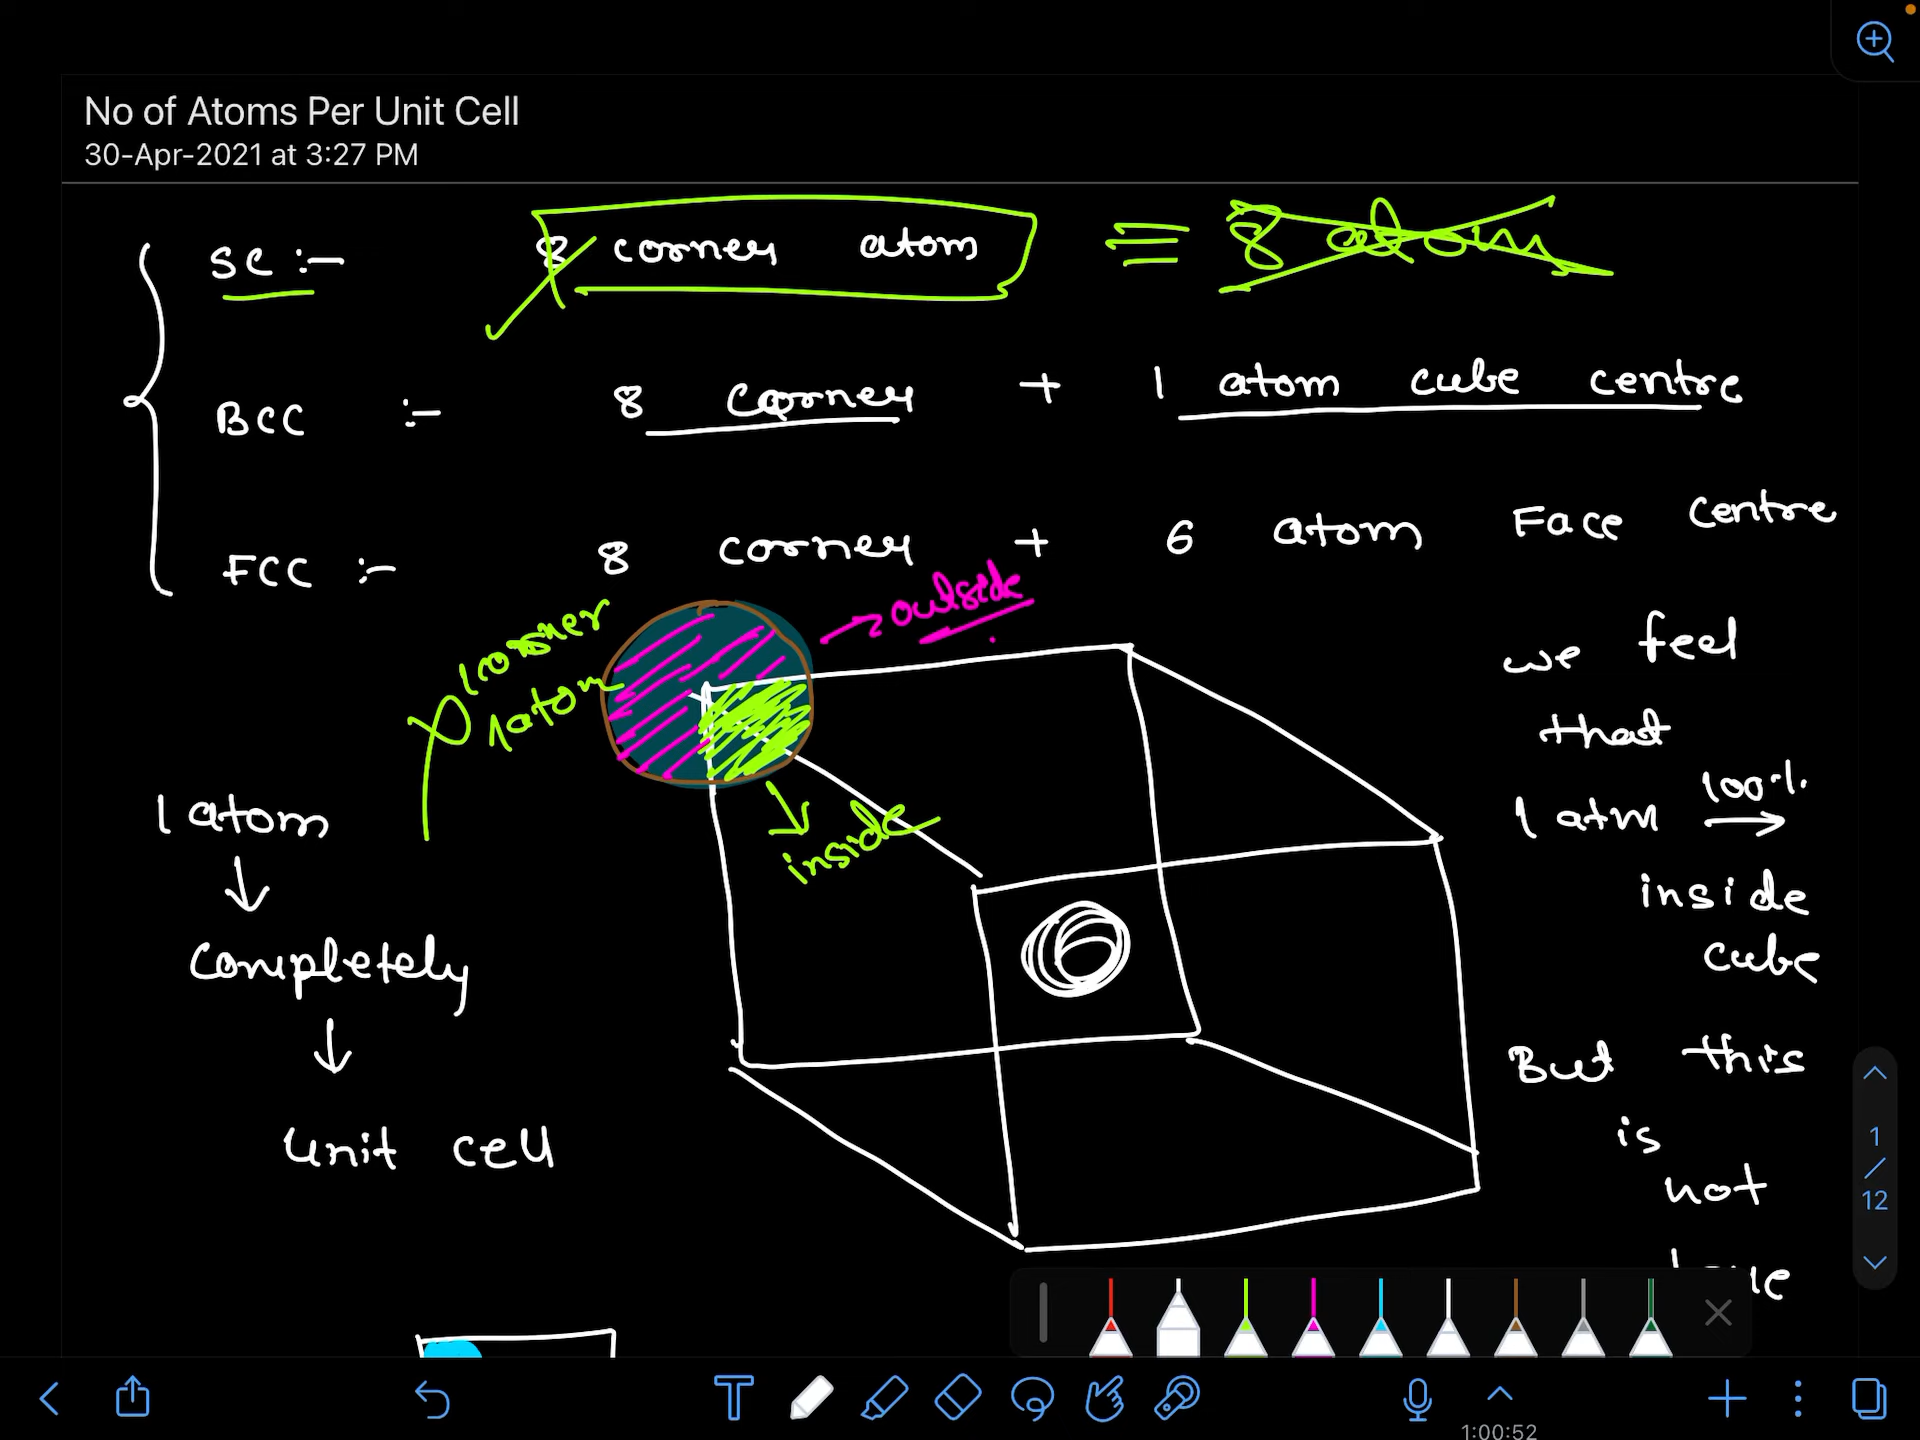 No of Atoms Per Unit Cell
30-Apr-2021 at 3:27 PM
SC :- 8 corner atom = 8 atom
BCC :- 8 corner + 1 atom cube centre
FCC :- 8 corner + 6 atom Face centre
outside
1 corner
1 atom
inside
1 atom
↓
completely
↓
unit cell
we feel
that
1 atm 100%
→
inside
cube
But this
is
not
1
/
12
T
1:00:52